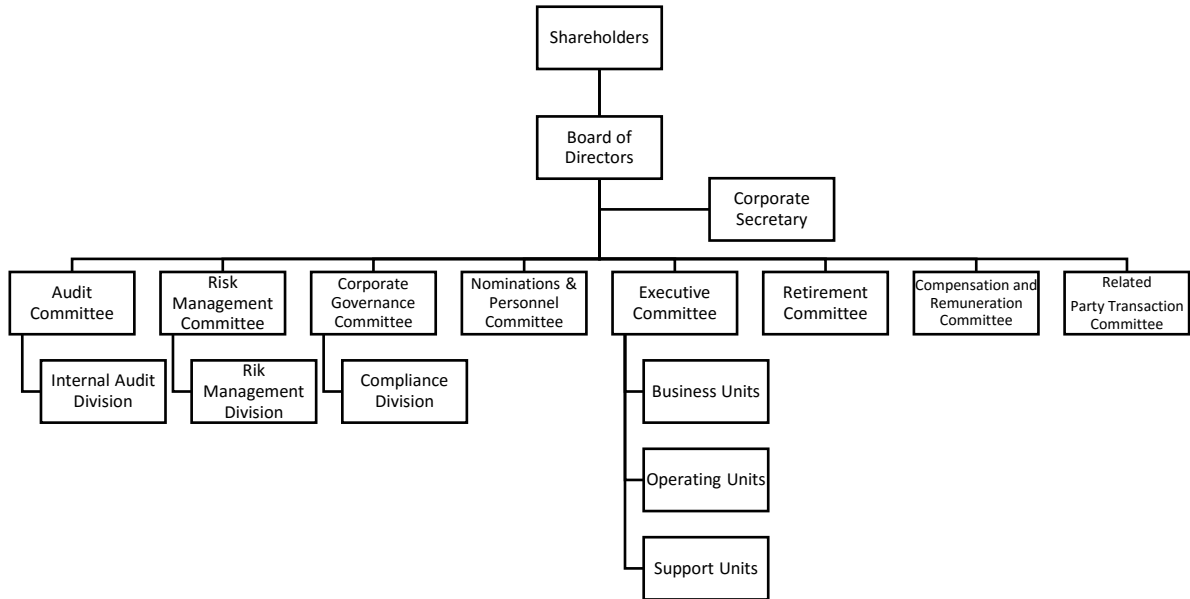 Shareholders
Board of
Directors
Corporate
Secretary
Audit
Committee
Risk
Management
Committee
Corporate
Governance
Committee
Nominations &
Personnel
Committee
Executive
Committee
Retirement
Committee
Compensation and
Remuneration
Committee
Related
Party Transaction
Committee
Internal Audit
Division
Rik
Management
Division
Compliance
Division
Business Units
Operating Units
Support Units